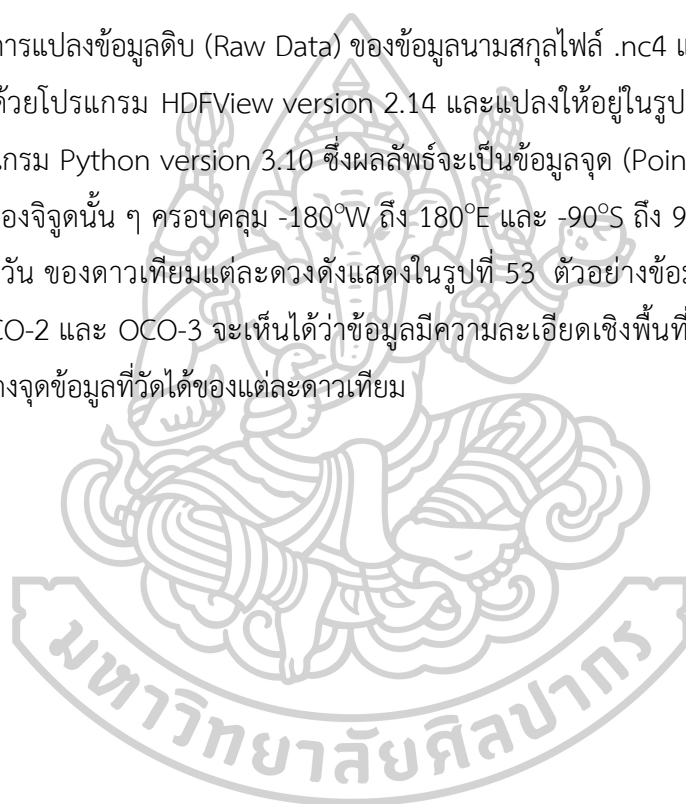 การแปลงข้อมูลดิบ (Raw Data) ของข้อมูลนามสกุลไฟล์ .nc4 แ
ด้วยโปรแกรม HDFView version 2.14 และแปลงให้อยู่ในรูป
แกรม Python version 3.10 ซึ่งผลลัพธ์จะเป็นข้อมูลจุด (Poin
องจิจูดนั้น ๆ ครอบคลุม -180°W ถึง 180°E และ -90°S ถึง 9
วัน ของดาวเทียมแต่ละดวงดังแสดงในรูปที่ 53 ตัวอย่างข้อม
CO-2 และ OCO-3 จะเห็นได้ว่าข้อมูลมีความละเอียดเชิงพื้นที่
างจุดข้อมูลที่วัดได้ของแต่ละดาวเทียม
มหาวิทยาลัยศิลปากร